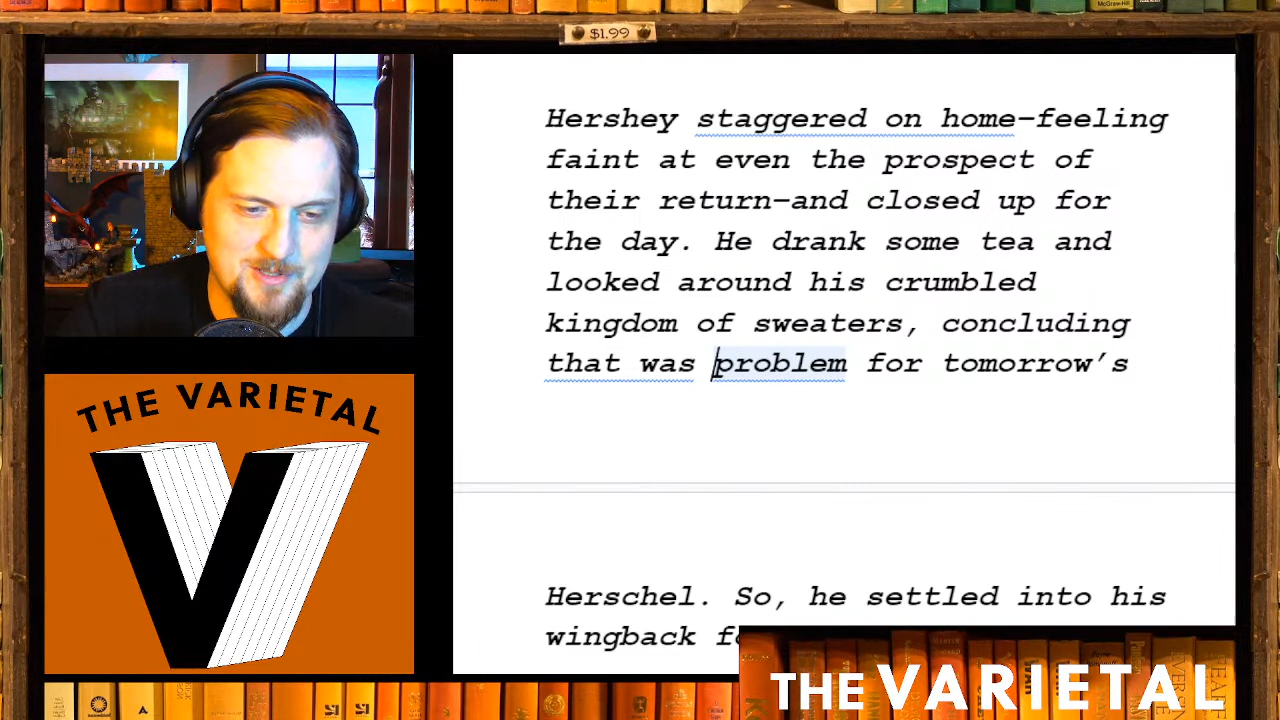 $1.99
Hershey staggered on home–feeling
faint at even the prospect of
their return–and closed up for
the day. He drank some tea and
looked around his crumbled
kingdom of sweaters, concluding
that was problem for tomorrow’s
Herschel. So, he settled into his
wingback
THE VARIETAL
THE VARIETAL